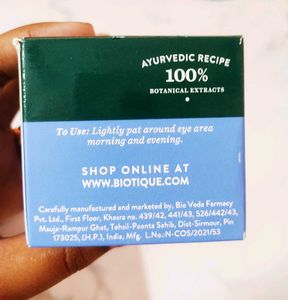 AYURVEDIC RECIPE
100%
BOTANICAL EXTRACTS
To Use: Lightly pat around eye area
morning and evening.
SHOP ONLINE AT
WWW.BIOTIQUE.COM
Carefully manufactured and marketed by, Bio Veda Farmacy
Pvt. Ltd., First Floor, Khasra no. 439/42, 441/43, 526/442/43,
Mauja-Rampur Ghat, Tehsil-Paonta Sahib, Dist-Sirmour, Pin
173025, (H.P.), India, Mfg. L.No.:N-COS/2021/53